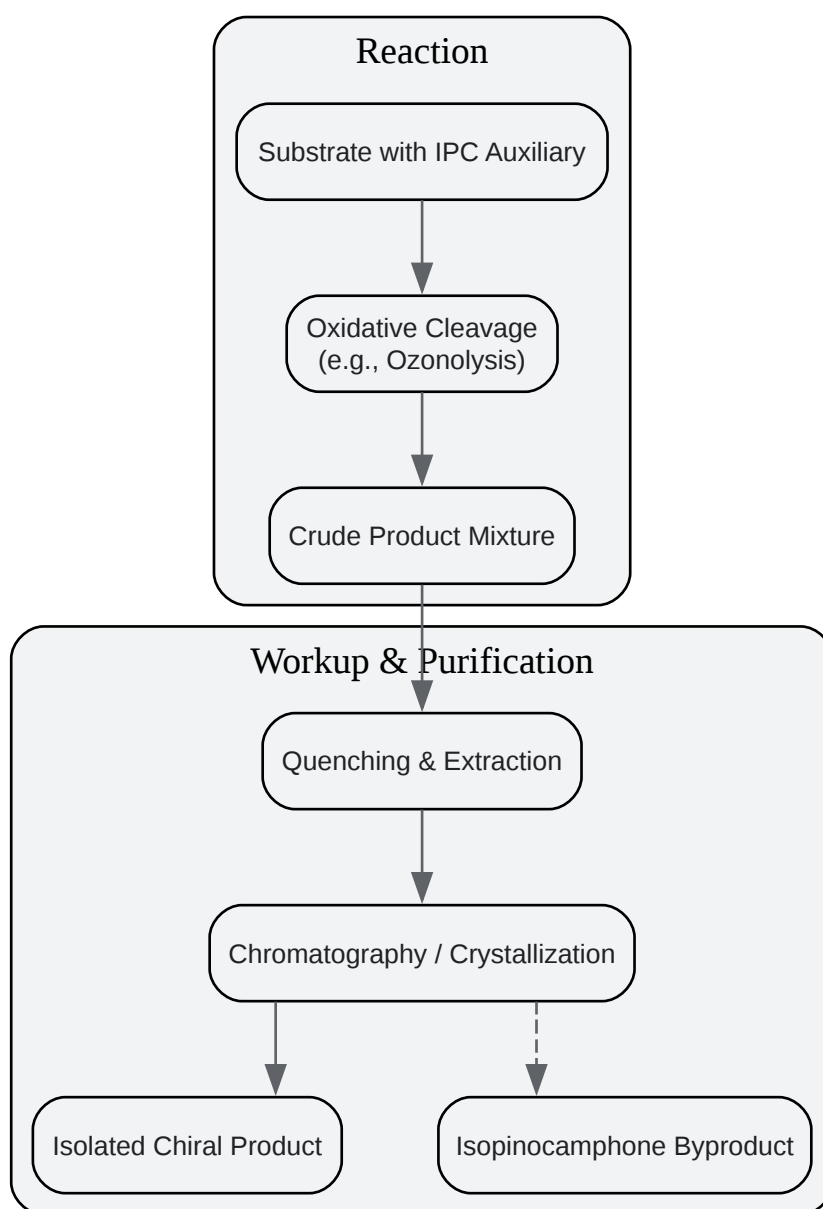 Reaction
Substrate with IPC Auxiliary
Oxidative Cleavage
(e.g., Ozonolysis)
Crude Product Mixture
Workup & Purification
Quenching & Extraction
Chromatography / Crystallization
Isolated Chiral Product
Isopinocamphone Byproduct